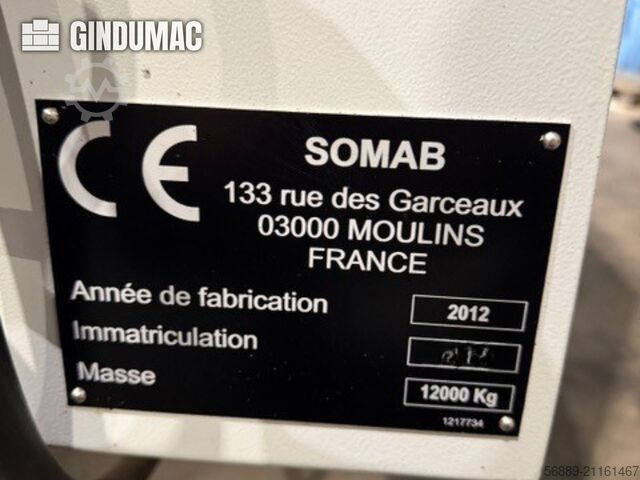 GINDUMAC
CE
SOMAB
133 rue des Garceaux
03000 MOULINS
FRANCE
Année de fabrication 2012
Immatriculation
Masse 12000 Kg
1217734
56889-21161467